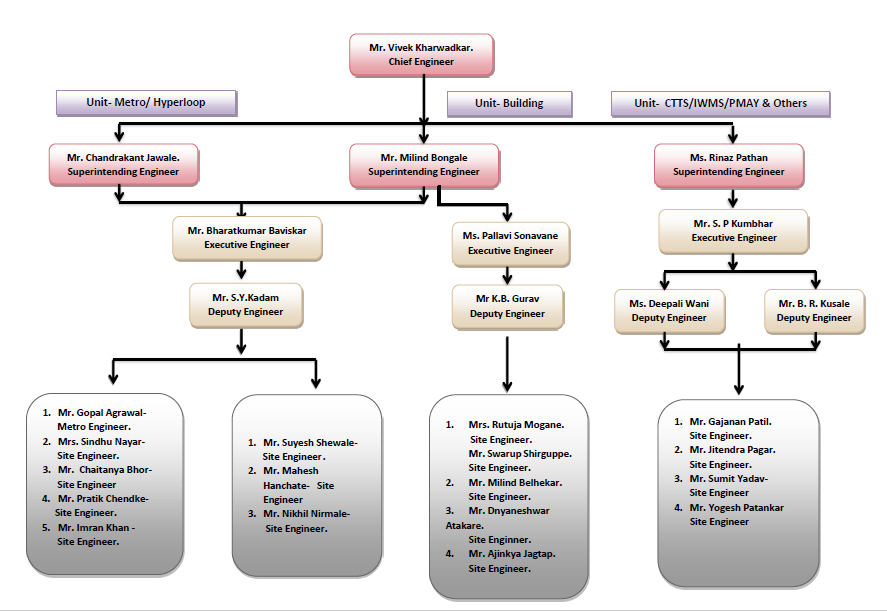 Mr. Vivek Kharwadkar.
Chief Engineer
Unit- Metro/ Hyperloop
Unit- Building
Unit- CTTS/IWMS/PMAY & Others
Mr. Chandrakant Jawale.
Superintending Engineer
Mr. Milind Bongale
Superintending Engineer
Ms. Rinaz Pathan
Superintending Engineer
Mr. Bharatkumar Baviskar
Executive Engineer
Ms. Pallavi Sonavane
Executive Engineer
Mr. S. P Kumbhar
Executive Engineer
Mr. S.Y.Kadam
Deputy Engineer
Mr K.B. Gurav
Deputy Engineer
Ms. Deepali Wani
Deputy Engineer
Mr. B. R. Kusale
Deputy Engineer
1. Mr. Gopal Agrawal-
Metro Engineer.
2. Mrs. Sindhu Nayar-
Site Engineer.
3. Mr. Chaitanya Bhor-
Site Engineer
4. Mr. Pratik Chendke-
Site Engineer.
5. Mr. Imran Khan -
Site Engineer.
1. Mr. Suyesh Shewale-
Site Engineer.
2. Mr. Mahesh
Hanchate- Site
Engineer
3. Mr. Nikhil Nirmale-
Site Engineer.
1. Mrs. Rutuja Mogane.
Site Engineer.
Mr. Swarup Shirguppe.
Site Engineer.
2. Mr. Milind Belhekar.
Site Engineer.
3. Mr. Dnyaneshwar
Atakare.
Site Enginner.
4. Mr. Ajinkya Jagtap.
Site Engineer.
1. Mr. Gajanan Patil.
Site Engineer.
2. Mr. Jitendra Pagar.
Site Engineer.
3. Mr. Sumit Yadav-
Site Engineer
4. Mr. Yogesh Patankar
Site Engineer